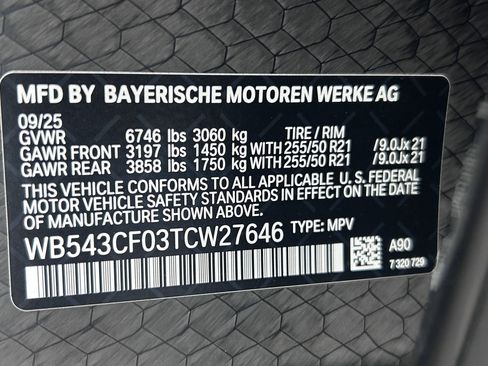 MFD BY BAYERISCHE MOTOREN WERKE AG
09/25
GVWR 6746 lbs 3060 kg TIRE / RIM
GAWR FRONT 3197 lbs 1450 kg WITH 255/50 R21 /9.0Jx21
GAWR REAR 3858 lbs 1750 kg WITH 255/50 R21 /9.0Jx21
THIS VEHICLE CONFORMS TO ALL APPLICABLE U. S. FEDERAL
MOTOR VEHICLE SAFETY STANDARDS IN EFFECT ON
THE DATE OF MANUFACTURE SHOWN ABOVE.
WB543CF03TCW27646 TYPE: MPV
A90
7 320 729